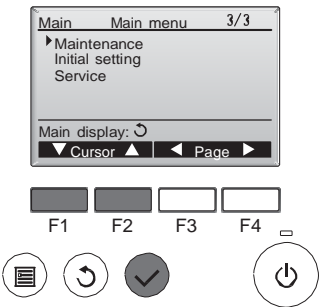 Main Main menu 3/3
Maintenance
Initial setting
Service
Main display:
Cursor Page
F1 F2 F3 F4